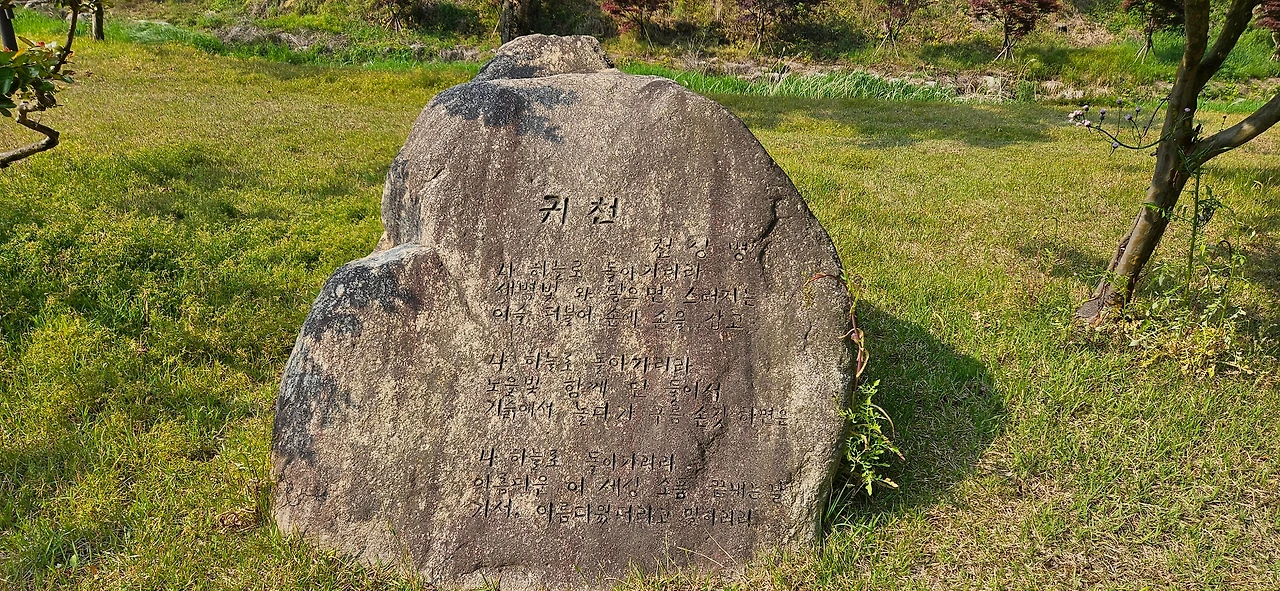 귀천
천상병
나 하늘로 돌아가리라
새벽빛 와 닿으면 스러지는
이슬 더불어 손에 손을 잡고
나 하늘로 돌아가리라
노을빛 함께 단 둘이서
기슭에서 놀다가 구름 손짓 하면은
나 하늘로 돌아가리라
아름다운 이 세상 소풍 끝내는 날
가서, 아름다웠더라고 말하리라